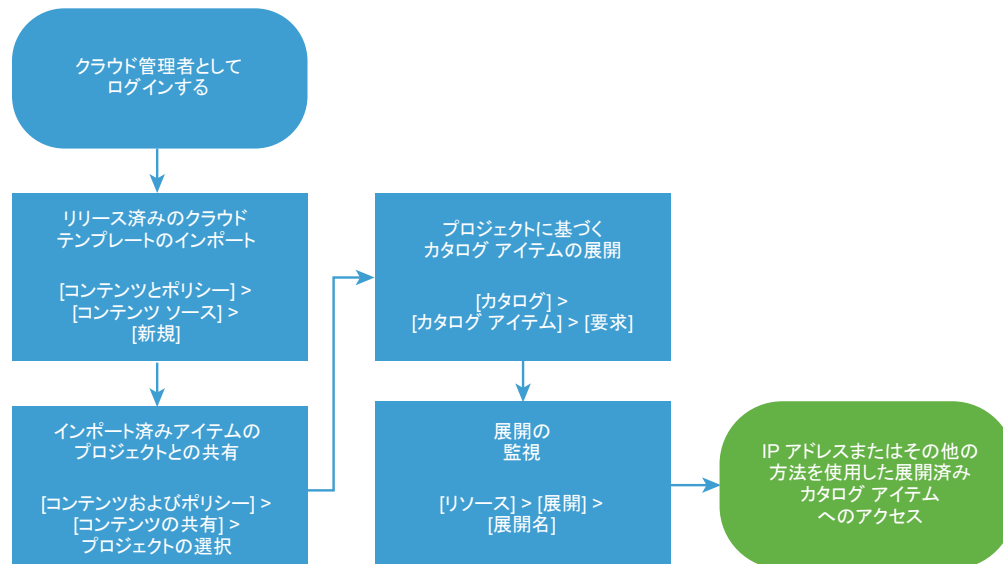 クラウド管理者として
ログインする
リリース済みのクラウド
テンプレートのインポート
[コンテンツとポリシー] >
[コンテンツ ソース] >
[新規]
インポート済みアイテムの
プロジェクトとの共有
[コンテンツおよびポリシー] >
[コンテンツの共有] >
プロジェクトの選択
プロジェクトに基づく
カタログ アイテムの展開
[カタログ] >
[カタログ アイテム] > [要求]
展開の
監視
[リソース] > [展開] >
[展開名]
IP アドレスまたはその他の
方法を使用した展開済み
カタログ アイテム
へのアクセス